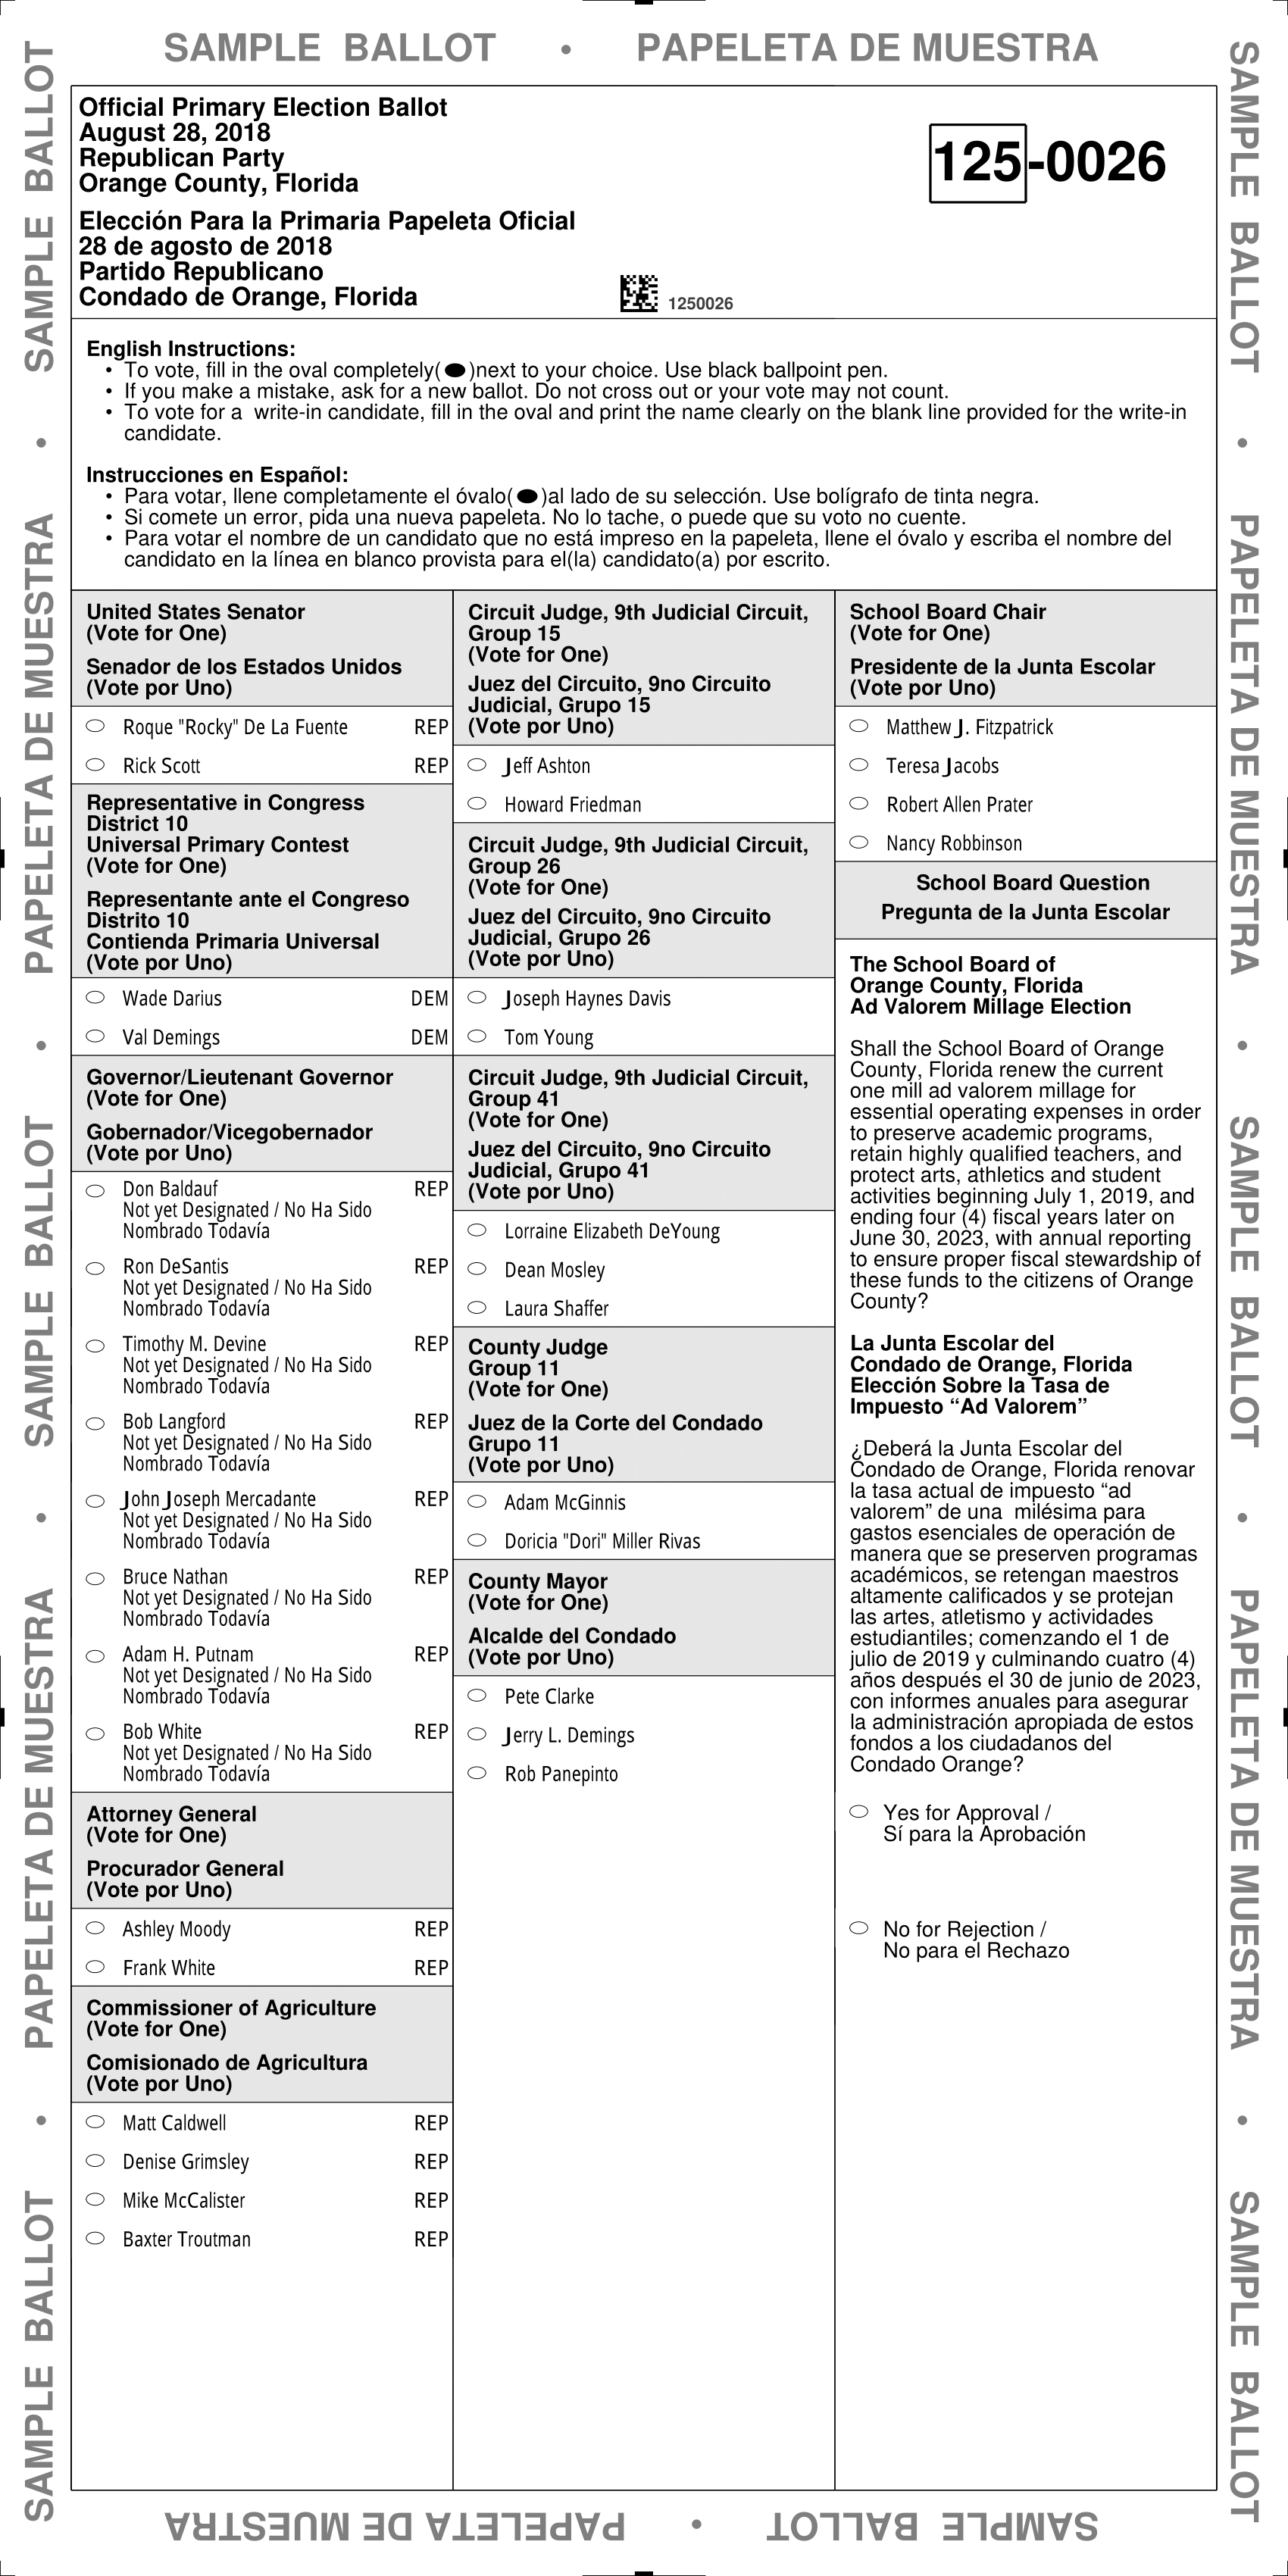 SAMPLE BALLOT • PAPELETA DE MUESTRA
SAMPLE BALLOT • PAPELETA DE MUESTRA • SAMPLE BALLOT • PAPELETA DE MUESTRA • SAMPLE BALLOT
Official Primary Election Ballot
August 28, 2018
Republican Party
Orange County, Florida
Elección Para la Primaria Papeleta Oficial
28 de agosto de 2018
Partido Republicano
Condado de Orange, Florida
125-0026
1250026
English Instructions:
• To vote, fill in the oval completely( )next to your choice. Use black ballpoint pen.
• If you make a mistake, ask for a new ballot. Do not cross out or your vote may not count.
• To vote for a write-in candidate, fill in the oval and print the name clearly on the blank line provided for the write-in
candidate.
Instrucciones en Español:
• Para votar, llene completamente el óvalo( )al lado de su selección. Use bolígrafo de tinta negra.
• Si comete un error, pida una nueva papeleta. No lo tache, o puede que su voto no cuente.
• Para votar el nombre de un candidato que no está impreso en la papeleta, llene el óvalo y escriba el nombre del
candidato en la línea en blanco provista para el(la) candidato(a) por escrito.
United States Senator
(Vote for One)
Senador de los Estados Unidos
(Vote por Uno)
Roque "Rocky" De La Fuente REP
Rick Scott REP
Representative in Congress
District 10
Universal Primary Contest
(Vote for One)
Representante ante el Congreso
Distrito 10
Contienda Primaria Universal
(Vote por Uno)
Wade Darius DEM
Val Demings DEM
Governor/Lieutenant Governor
(Vote for One)
Gobernador/Vicegobernador
(Vote por Uno)
Don Baldauf REP
Not yet Designated / No Ha Sido
Nombrado Todavía
Ron DeSantis REP
Not yet Designated / No Ha Sido
Nombrado Todavía
Timothy M. Devine REP
Not yet Designated / No Ha Sido
Nombrado Todavía
Bob Langford REP
Not yet Designated / No Ha Sido
Nombrado Todavía
John Joseph Mercadante REP
Not yet Designated / No Ha Sido
Nombrado Todavía
Bruce Nathan REP
Not yet Designated / No Ha Sido
Nombrado Todavía
Adam H. Putnam REP
Not yet Designated / No Ha Sido
Nombrado Todavía
Bob White REP
Not yet Designated / No Ha Sido
Nombrado Todavía
Attorney General
(Vote for One)
Procurador General
(Vote por Uno)
Ashley Moody REP
Frank White REP
Commissioner of Agriculture
(Vote for One)
Comisionado de Agricultura
(Vote por Uno)
Matt Caldwell REP
Denise Grimsley REP
Mike McCalister REP
Baxter Troutman REP
Circuit Judge, 9th Judicial Circuit,
Group 15
(Vote for One)
Juez del Circuito, 9no Circuito
Judicial, Grupo 15
(Vote por Uno)
Jeff Ashton
Howard Friedman
Circuit Judge, 9th Judicial Circuit,
Group 26
(Vote for One)
Juez del Circuito, 9no Circuito
Judicial, Grupo 26
(Vote por Uno)
Joseph Haynes Davis
Tom Young
Circuit Judge, 9th Judicial Circuit,
Group 41
(Vote for One)
Juez del Circuito, 9no Circuito
Judicial, Grupo 41
(Vote por Uno)
Lorraine Elizabeth DeYoung
Dean Mosley
Laura Shaffer
County Judge
Group 11
(Vote for One)
Juez de la Corte del Condado
Grupo 11
(Vote por Uno)
Adam McGinnis
Doricia "Dori" Miller Rivas
County Mayor
(Vote for One)
Alcalde del Condado
(Vote por Uno)
Pete Clarke
Jerry L. Demings
Rob Panepinto
School Board Chair
(Vote for One)
Presidente de la Junta Escolar
(Vote por Uno)
Matthew J. Fitzpatrick
Teresa Jacobs
Robert Allen Prater
Nancy Robbinson
School Board Question
Pregunta de la Junta Escolar
The School Board of
Orange County, Florida
Ad Valorem Millage Election
Shall the School Board of Orange
County, Florida renew the current
one mill ad valorem millage for
essential operating expenses in order
to preserve academic programs,
retain highly qualified teachers, and
protect arts, athletics and student
activities beginning July 1, 2019, and
ending four (4) fiscal years later on
June 30, 2023, with annual reporting
to ensure proper fiscal stewardship of
these funds to the citizens of Orange
County?
La Junta Escolar del
Condado de Orange, Florida
Elección Sobre la Tasa de
Impuesto “Ad Valorem”
¿Deberá la Junta Escolar del
Condado de Orange, Florida renovar
la tasa actual de impuesto “ad
valorem” de una milésima para
gastos esenciales de operación de
manera que se preserven programas
académicos, se retengan maestros
altamente calificados y se protejan
las artes, atletismo y actividades
estudiantiles; comenzando el 1 de
julio de 2019 y culminando cuatro (4)
años después el 30 de junio de 2023,
con informes anuales para asegurar
la administración apropiada de estos
fondos a los ciudadanos del
Condado Orange?
Yes for Approval /
Sí para la Aprobación
No for Rejection /
No para el Rechazo
SAMPLE BALLOT • PAPELETA DE MUESTRA • SAMPLE BALLOT • PAPELETA DE MUESTRA • SAMPLE BALLOT
SAMPLE BALLOT • PAPELETA DE MUESTRA